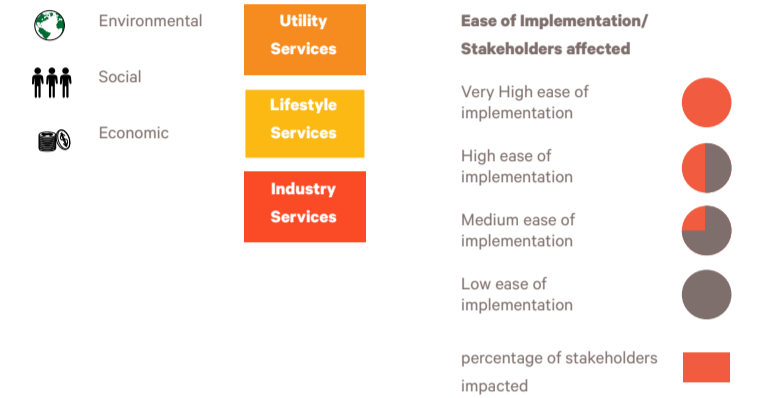 Environmental
Social
Economic
Utility
Services
Lifestyle
Services
Industry
Services
Ease of Implementation/
Stakeholders affected
Very High ease of
implementation
High ease of
implementation
Medium ease of
implementation
Low ease of
implementation
percentage of stakeholders
impacted